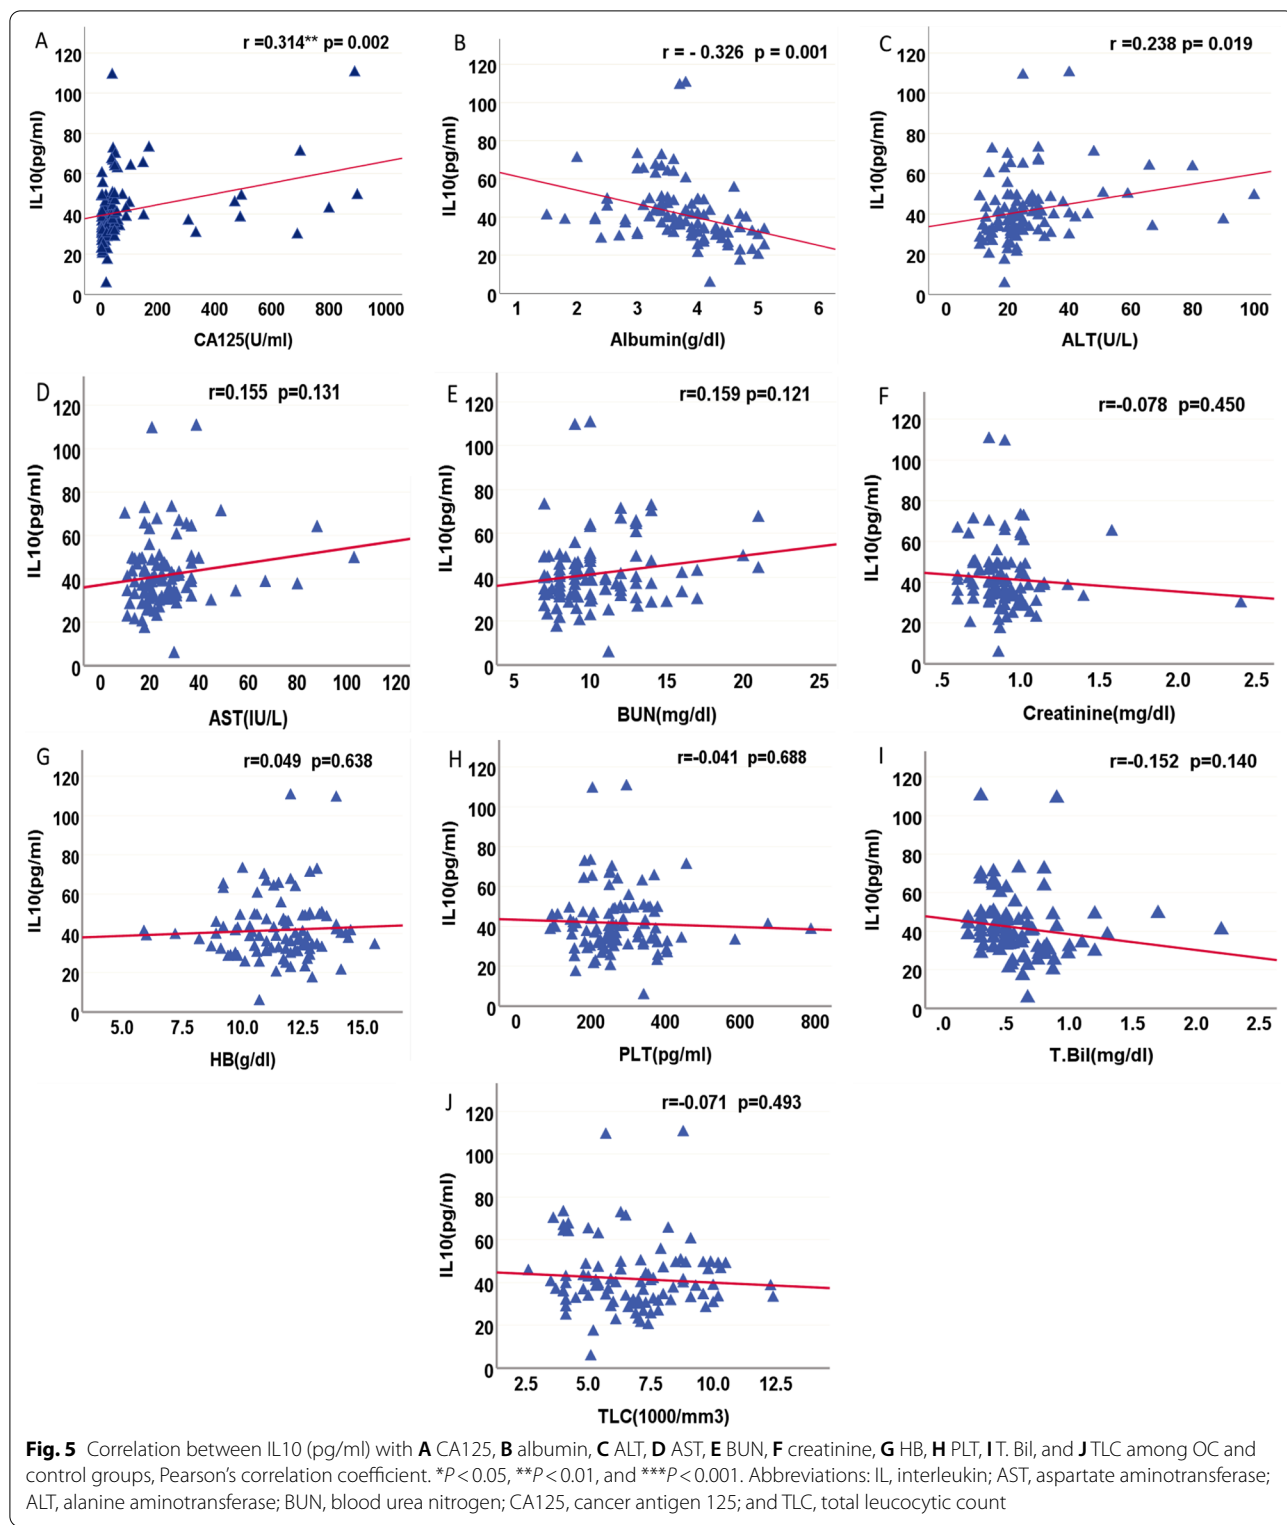 A
r =0.314** p= 0.002
120
100
80
60
40
20
0
IL10(pg/ml)
0 200 400 600 800 1000
CA125(U/ml)
B
r = - 0.326 p = 0.001
120
100
80
60
40
20
0
IL10(pg/ml)
1 2 3 4 5 6
Albumin(g/dl)
C
r =0.238 p= 0.019
120
100
80
60
40
20
0
IL10(pg/ml)
0 20 40 60 80 100
ALT(U/L)
D
r=0.155 p=0.131
120
100
80
60
40
20
0
IL10(pg/ml)
0 20 40 60 80 100 120
AST(IU/L)
E
r=0.159 p=0.121
120
100
80
60
40
20
0
IL10(pg/ml)
5 10 15 20 25
BUN(mg/dl)
F
r=-0.078 p=0.450
120
100
80
60
40
20
0
IL10(pg/ml)
.5 1.0 1.5 2.0 2.5
Creatinine(mg/dl)
G
r=0.049 p=0.638
120
100
80
60
40
20
0
IL10(pg/ml)
5.0 7.5 10.0 12.5 15.0
HB(g/dl)
H
r=-0.041 p=0.688
120
100
80
60
40
20
0
IL10(pg/ml)
0 200 400 600 800
PLT(pg/ml)
I
r=-0.152 p=0.140
120
100
80
60
40
20
0
IL10(pg/ml)
.0 .5 1.0 1.5 2.0 2.5
T.Bil(mg/dl)
J
r=-0.071 p=0.493
120
100
80
60
40
20
0
IL10(pg/ml)
2.5 5.0 7.5 10.0 12.5
TLC(1000/mm3)
Fig. 5 Correlation between IL10 (pg/ml) with A CA125, B albumin, C ALT, D AST, E BUN, F creatinine, G HB, H PLT, I T. Bil, and J TLC among OC and
control groups, Pearson's correlation coefficient. *P < 0.05, **P < 0.01, and ***P < 0.001. Abbreviations: IL, interleukin; AST, aspartate aminotransferase;
ALT, alanine aminotransferase; BUN, blood urea nitrogen; CA125, cancer antigen 125; and TLC, total leucocytic count